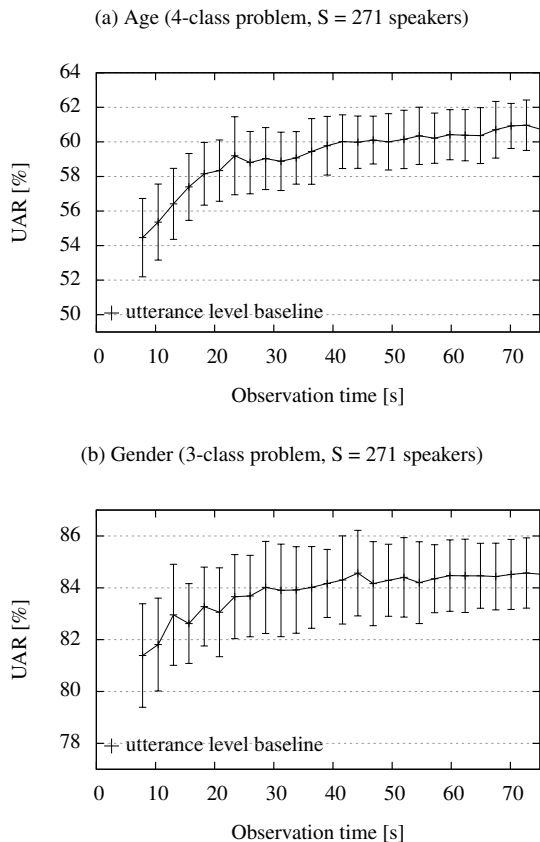 (a) Age (4-class problem, S = 271 speakers)
64
62
60
58
56
54
52
50
UAR [%]
utterance level baseline
0 10 20 30 40 50 60 70
Observation time [s]
(b) Gender (3-class problem, S = 271 speakers)
86
84
82
80
78
UAR [%]
utterance level baseline
0 10 20 30 40 50 60 70
Observation time [s]